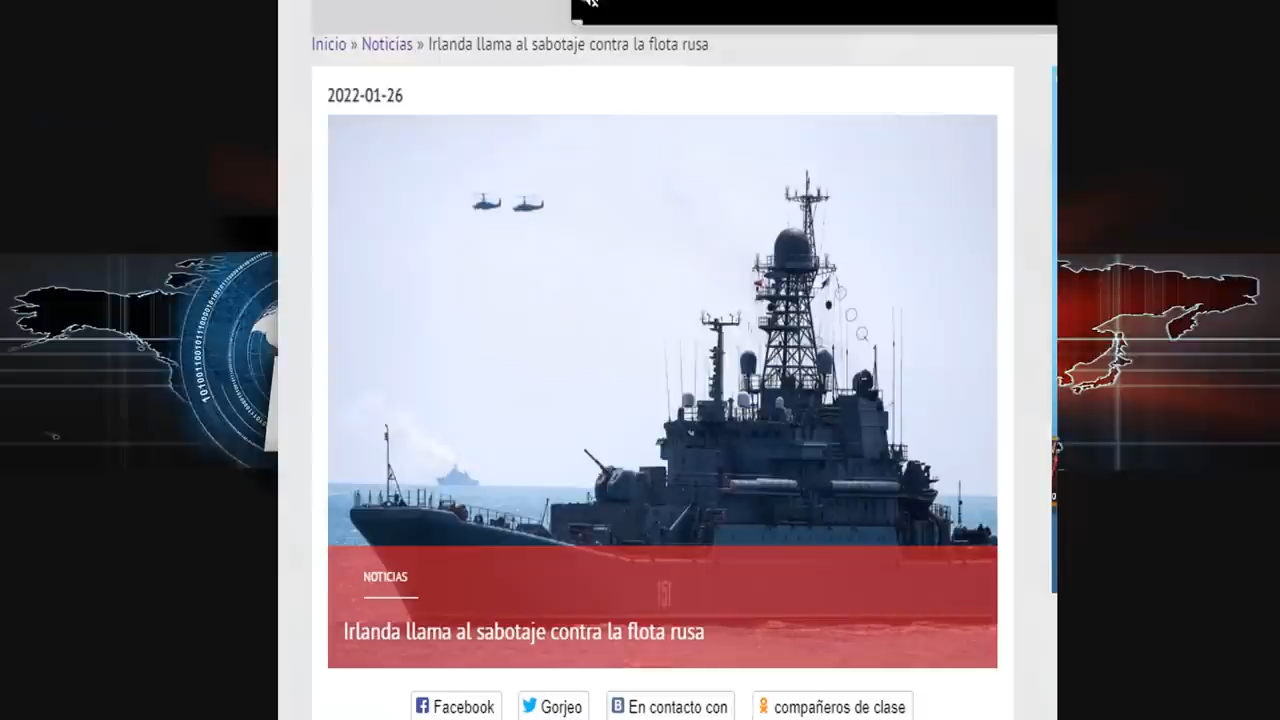 Inicio » Noticias » Irlanda llama al sabotaje contra la flota rusa
2022-01-26
151
NOTICIAS
Irlanda llama al sabotaje contra la flota rusa
Facebook Gorjeo En contacto con compañeros de clase